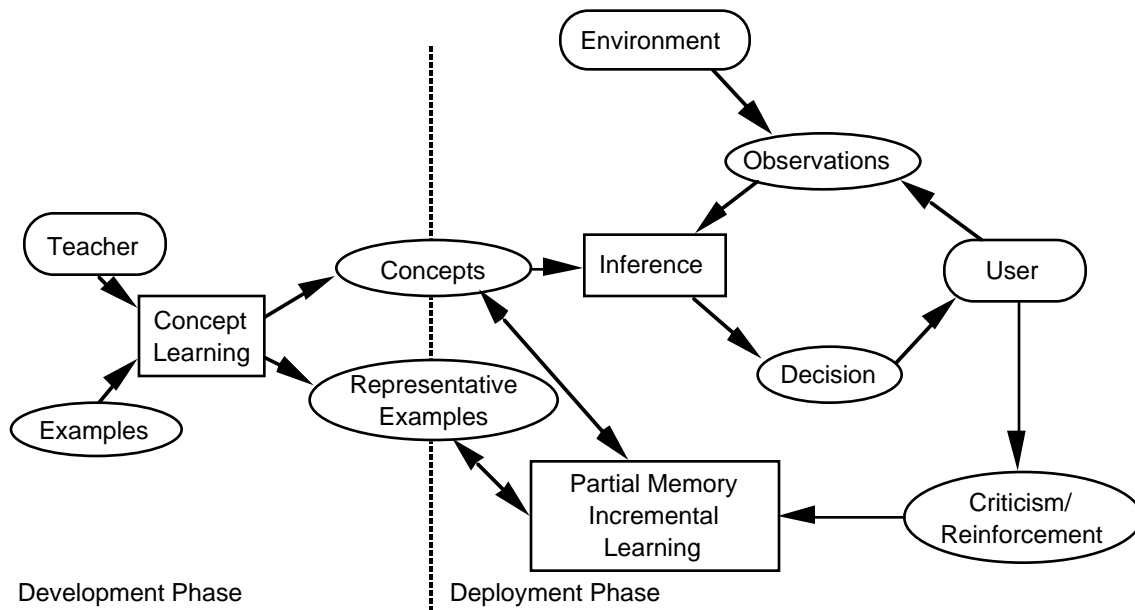 Environment
Observations
Teacher
Concepts
Inference
User
Concept
Learning
Representative
Examples
Decision
Examples
Partial Memory
Incremental
Learning
Criticism/
Reinforcement
Development Phase
Deployment Phase